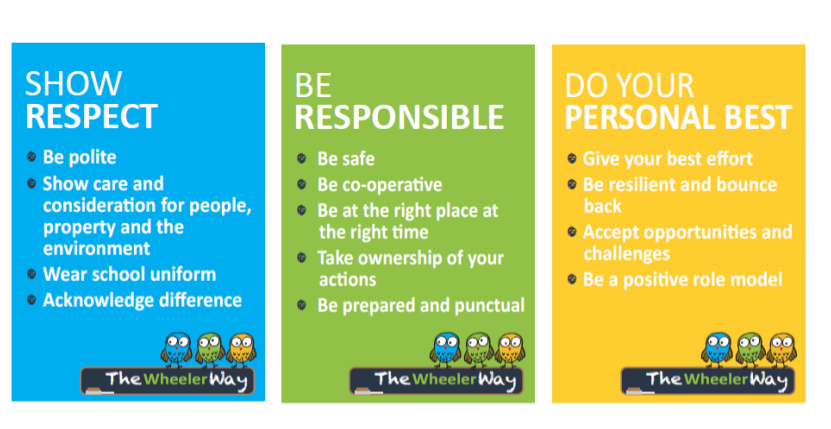 SHOW
RESPECT
Be polite
Show care and
consideration for people,
property and the
environment
Wear school uniform
Acknowledge difference
The Wheeler Way
BE
RESPONSIBLE
Be safe
Be co-operative
Be at the right place at
the right time
Take ownership of your
actions
Be prepared and punctual
The Wheeler Way
DO YOUR
PERSONAL BEST
Give your best effort
Be resilient and bounce
back
Accept opportunities and
challenges
Be a positive role model
The Wheeler Way